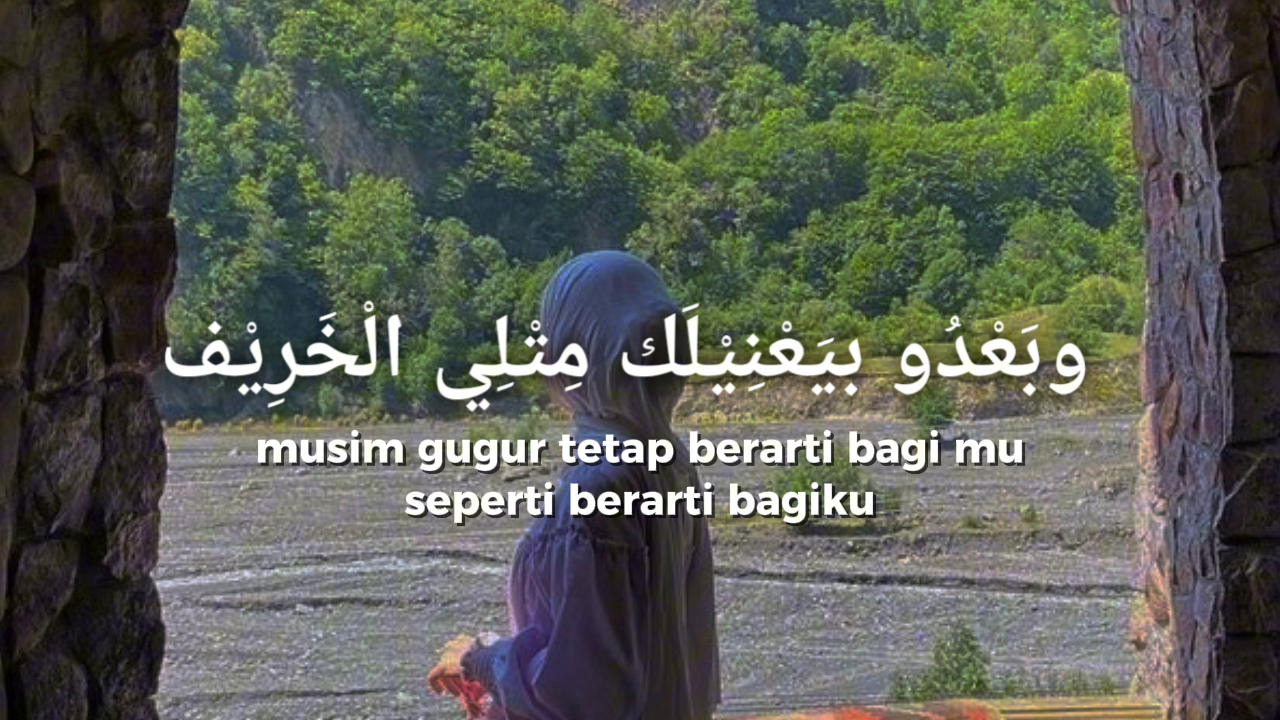 وبَعْدُو بيَعْنِيْلَك مِتْلِي الْخَرِيْف
musim gugur tetap berarti bagi mu
seperti berarti bagiku